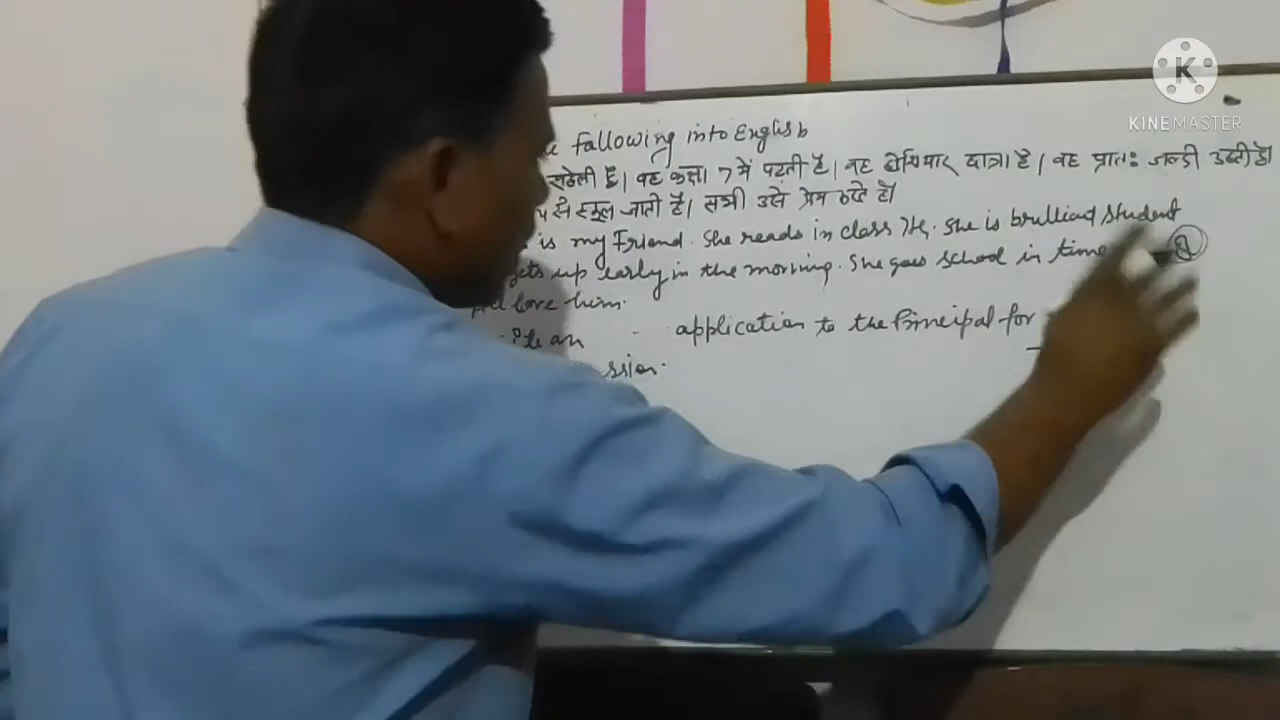 Fallowing into English
सहेली है। वह कक्षा 7 में पढ़ती है। वह होशियार छात्रा है। वह प्रातः जल्दी उठती है।
से स्कूल जाती है। सभी उसे प्रेम करते हैं।
is my Friend. She reads in class 7th. She is brilliant student
gets up early in the morning. She goes school in time
love him.
an application to the Principal for
KINEMASTER